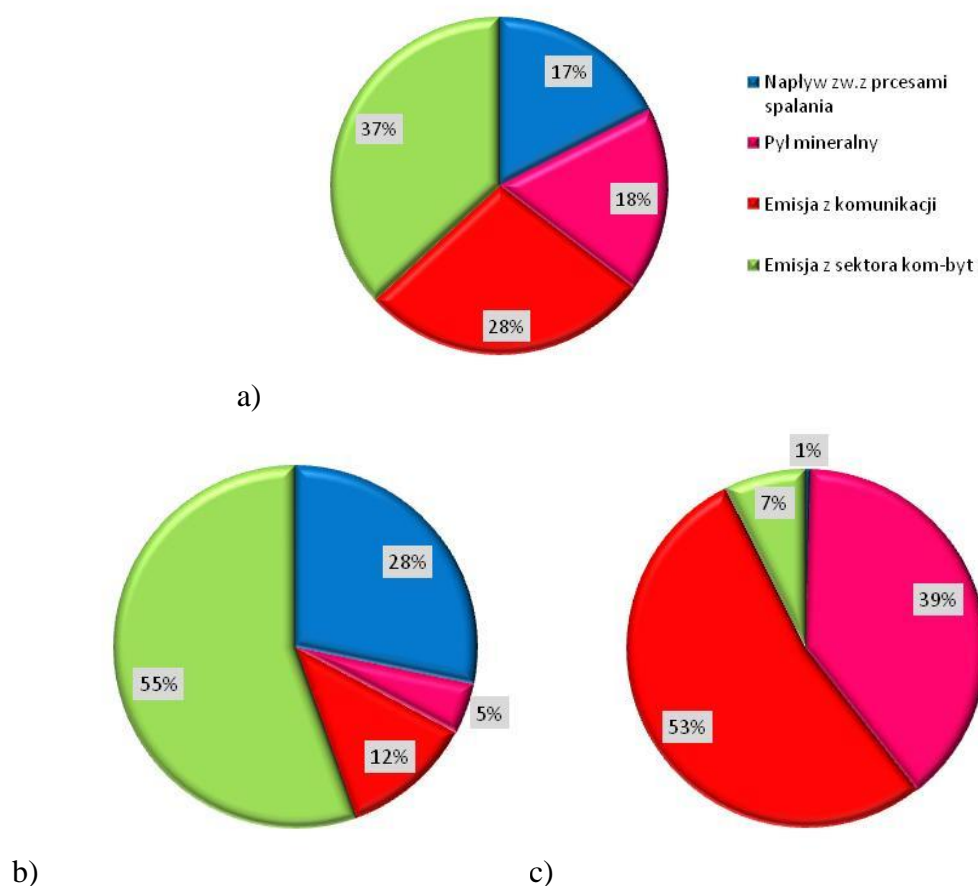 17%
37%
18%
28%
Napływ zw.z prcesami
spalania
Pył mineralny
Emisja z komunikacji
Emisja z sektora kom-byt
a)
28%
55%
5%
12%
1%
7%
39%
53%
b)
c)